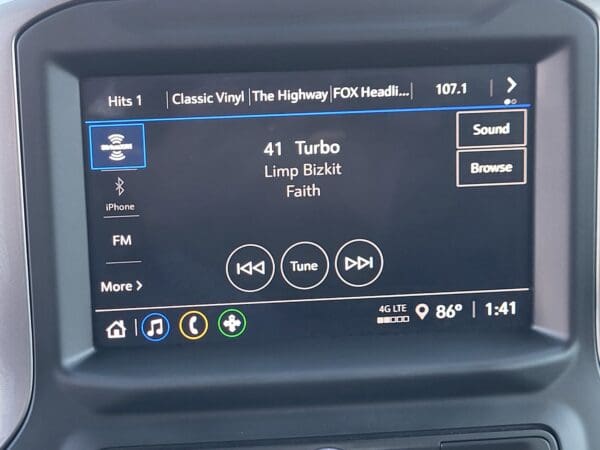 Hits 1 Classic Vinyl The Highway FOX Headli... 107.1
41 Turbo
Limp Bizkit
Faith
Sound
Browse
iPhone
FM
More
Tune
4G LTE
86° 1:41